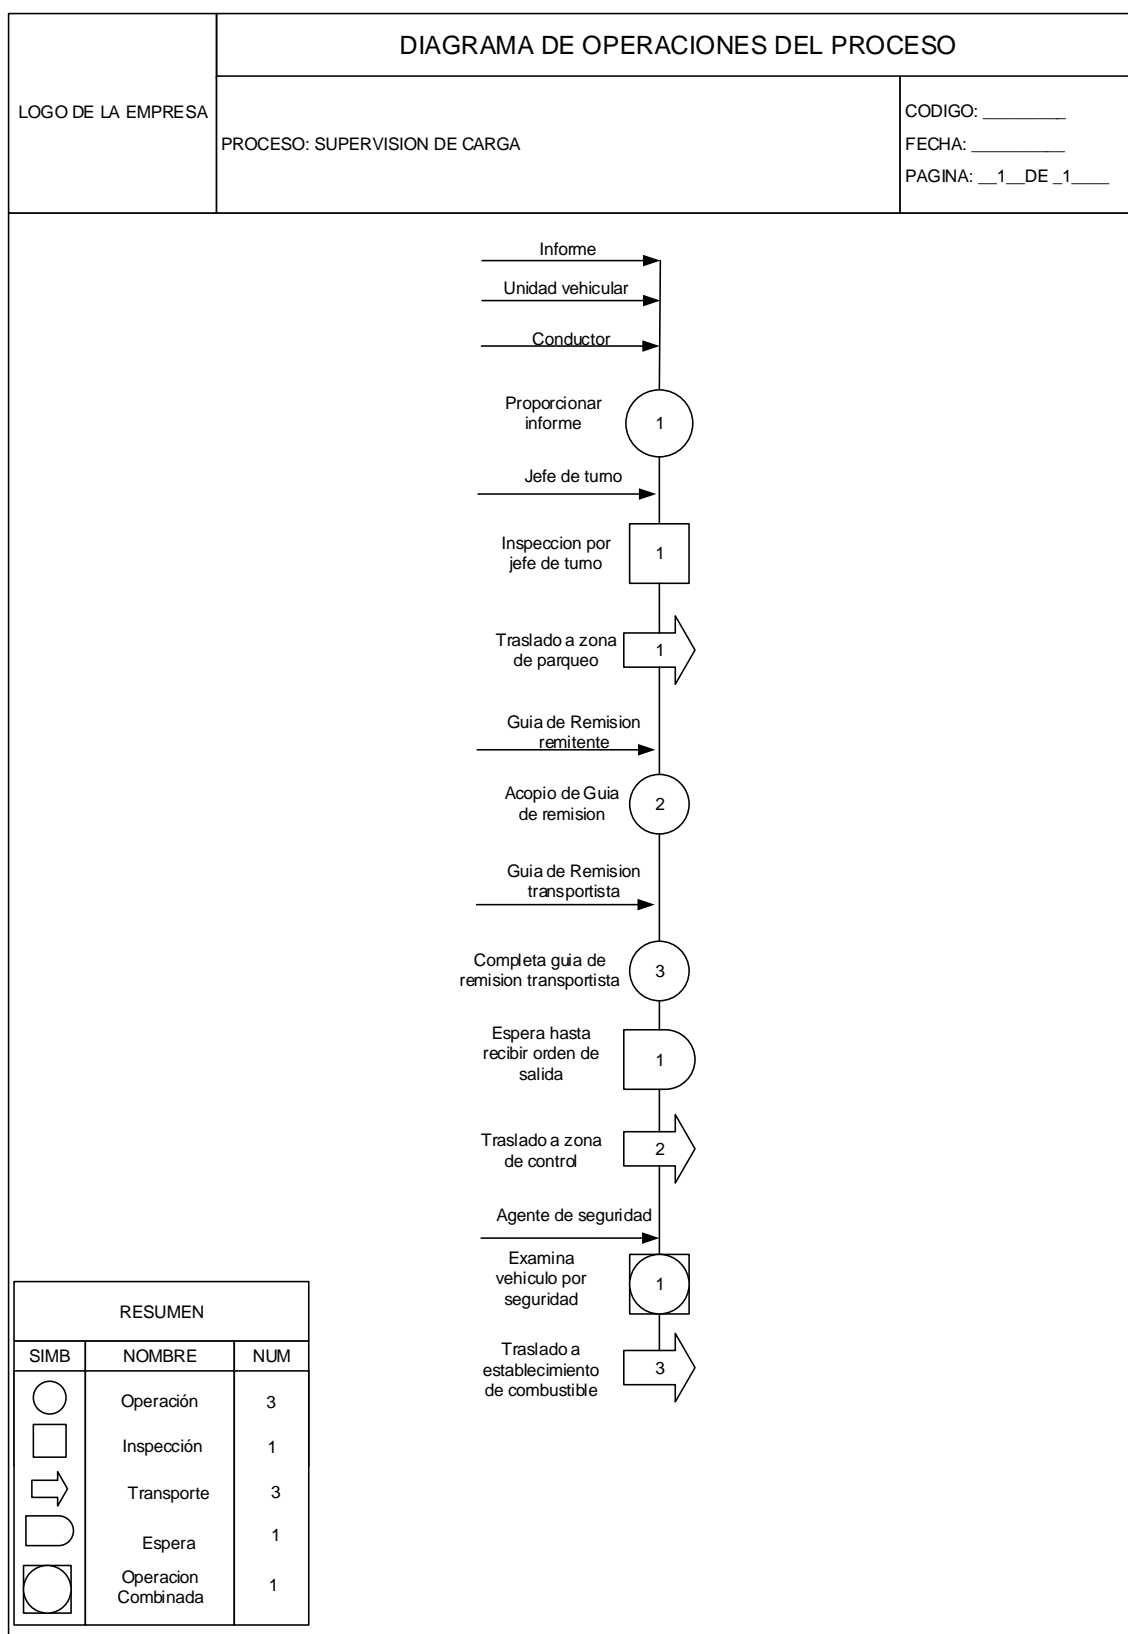 DIAGRAMA DE OPERACIONES DEL PROCESO
LOGO DE LA EMPRESA
PROCESO: SUPERVISION DE CARGA
CODIGO: _________
FECHA: __________
PAGINA: __1__DE _1____
Informe
Unidad vehicular
Conductor
Proporcionar
informe
1
Jefe de turno
Inspeccion por
jefe de turno
1
Traslado a zona
de parqueo
1
Guia de Remision
remitente
Acopio de Guia
de remision
2
Guia de Remision
transportista
Completa guia de
remision transportista
3
Espera hasta
recibir orden de
salida
1
Traslado a zona
de control
2
Agente de seguridad
Examina
vehiculo por
seguridad
1
Traslado a
establecimiento
de combustible
3
RESUMEN
SIMB NOMBRE NUM
Operación 3
Inspección 1
Transporte 3
Espera 1
Operacion
Combinada
1